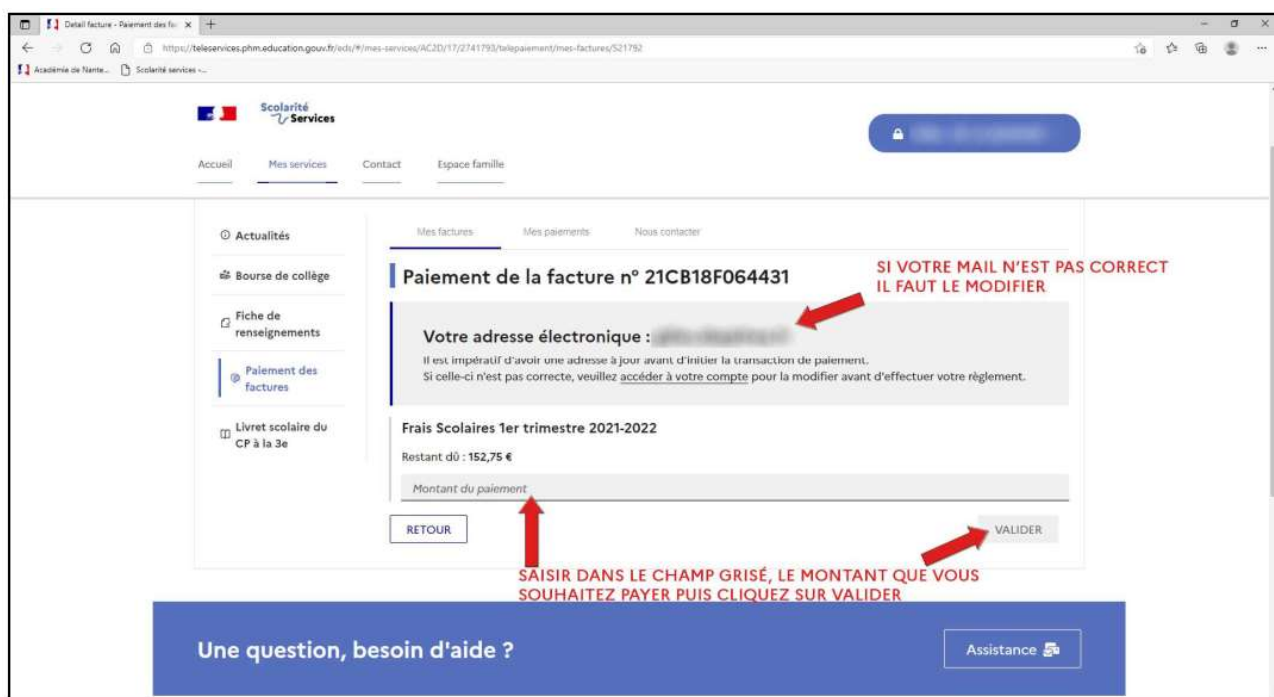 Detail facture - Paiement des fa
https://teleservices.phm.education.gouv.fr/eds/#/mes-services/AC2D/17/2741793/telepaiement/mes-factures/521792
Académie de Nante...
Scolarité services -...
Scolarité
Services
Accueil
Mes services
Contact
Espace famille
Actualités
Bourse de collège
Fiche de
renseignements
Paiement des
factures
Livret scolaire du
CP à la 3e
Mes factures
Mes paiements
Nous contacter
Paiement de la facture n° 21CB18F064431
SI VOTRE MAIL N'EST PAS CORRECT
IL FAUT LE MODIFIER
Votre adresse électronique :
Il est impératif d'avoir une adresse à jour avant d'initier la transaction de paiement.
Si celle-ci n'est pas correcte, veuillez accéder à votre compte pour la modifier avant d'effectuer votre règlement.
Frais Scolaires 1er trimestre 2021-2022
Restant dû : 152,75 €
Montant du paiement
RETOUR
VALIDER
SAISIR DANS LE CHAMP GRISÉ, LE MONTANT QUE VOUS
SOUHAITEZ PAYER PUIS CLIQUEZ SUR VALIDER
Une question, besoin d'aide ?
Assistance